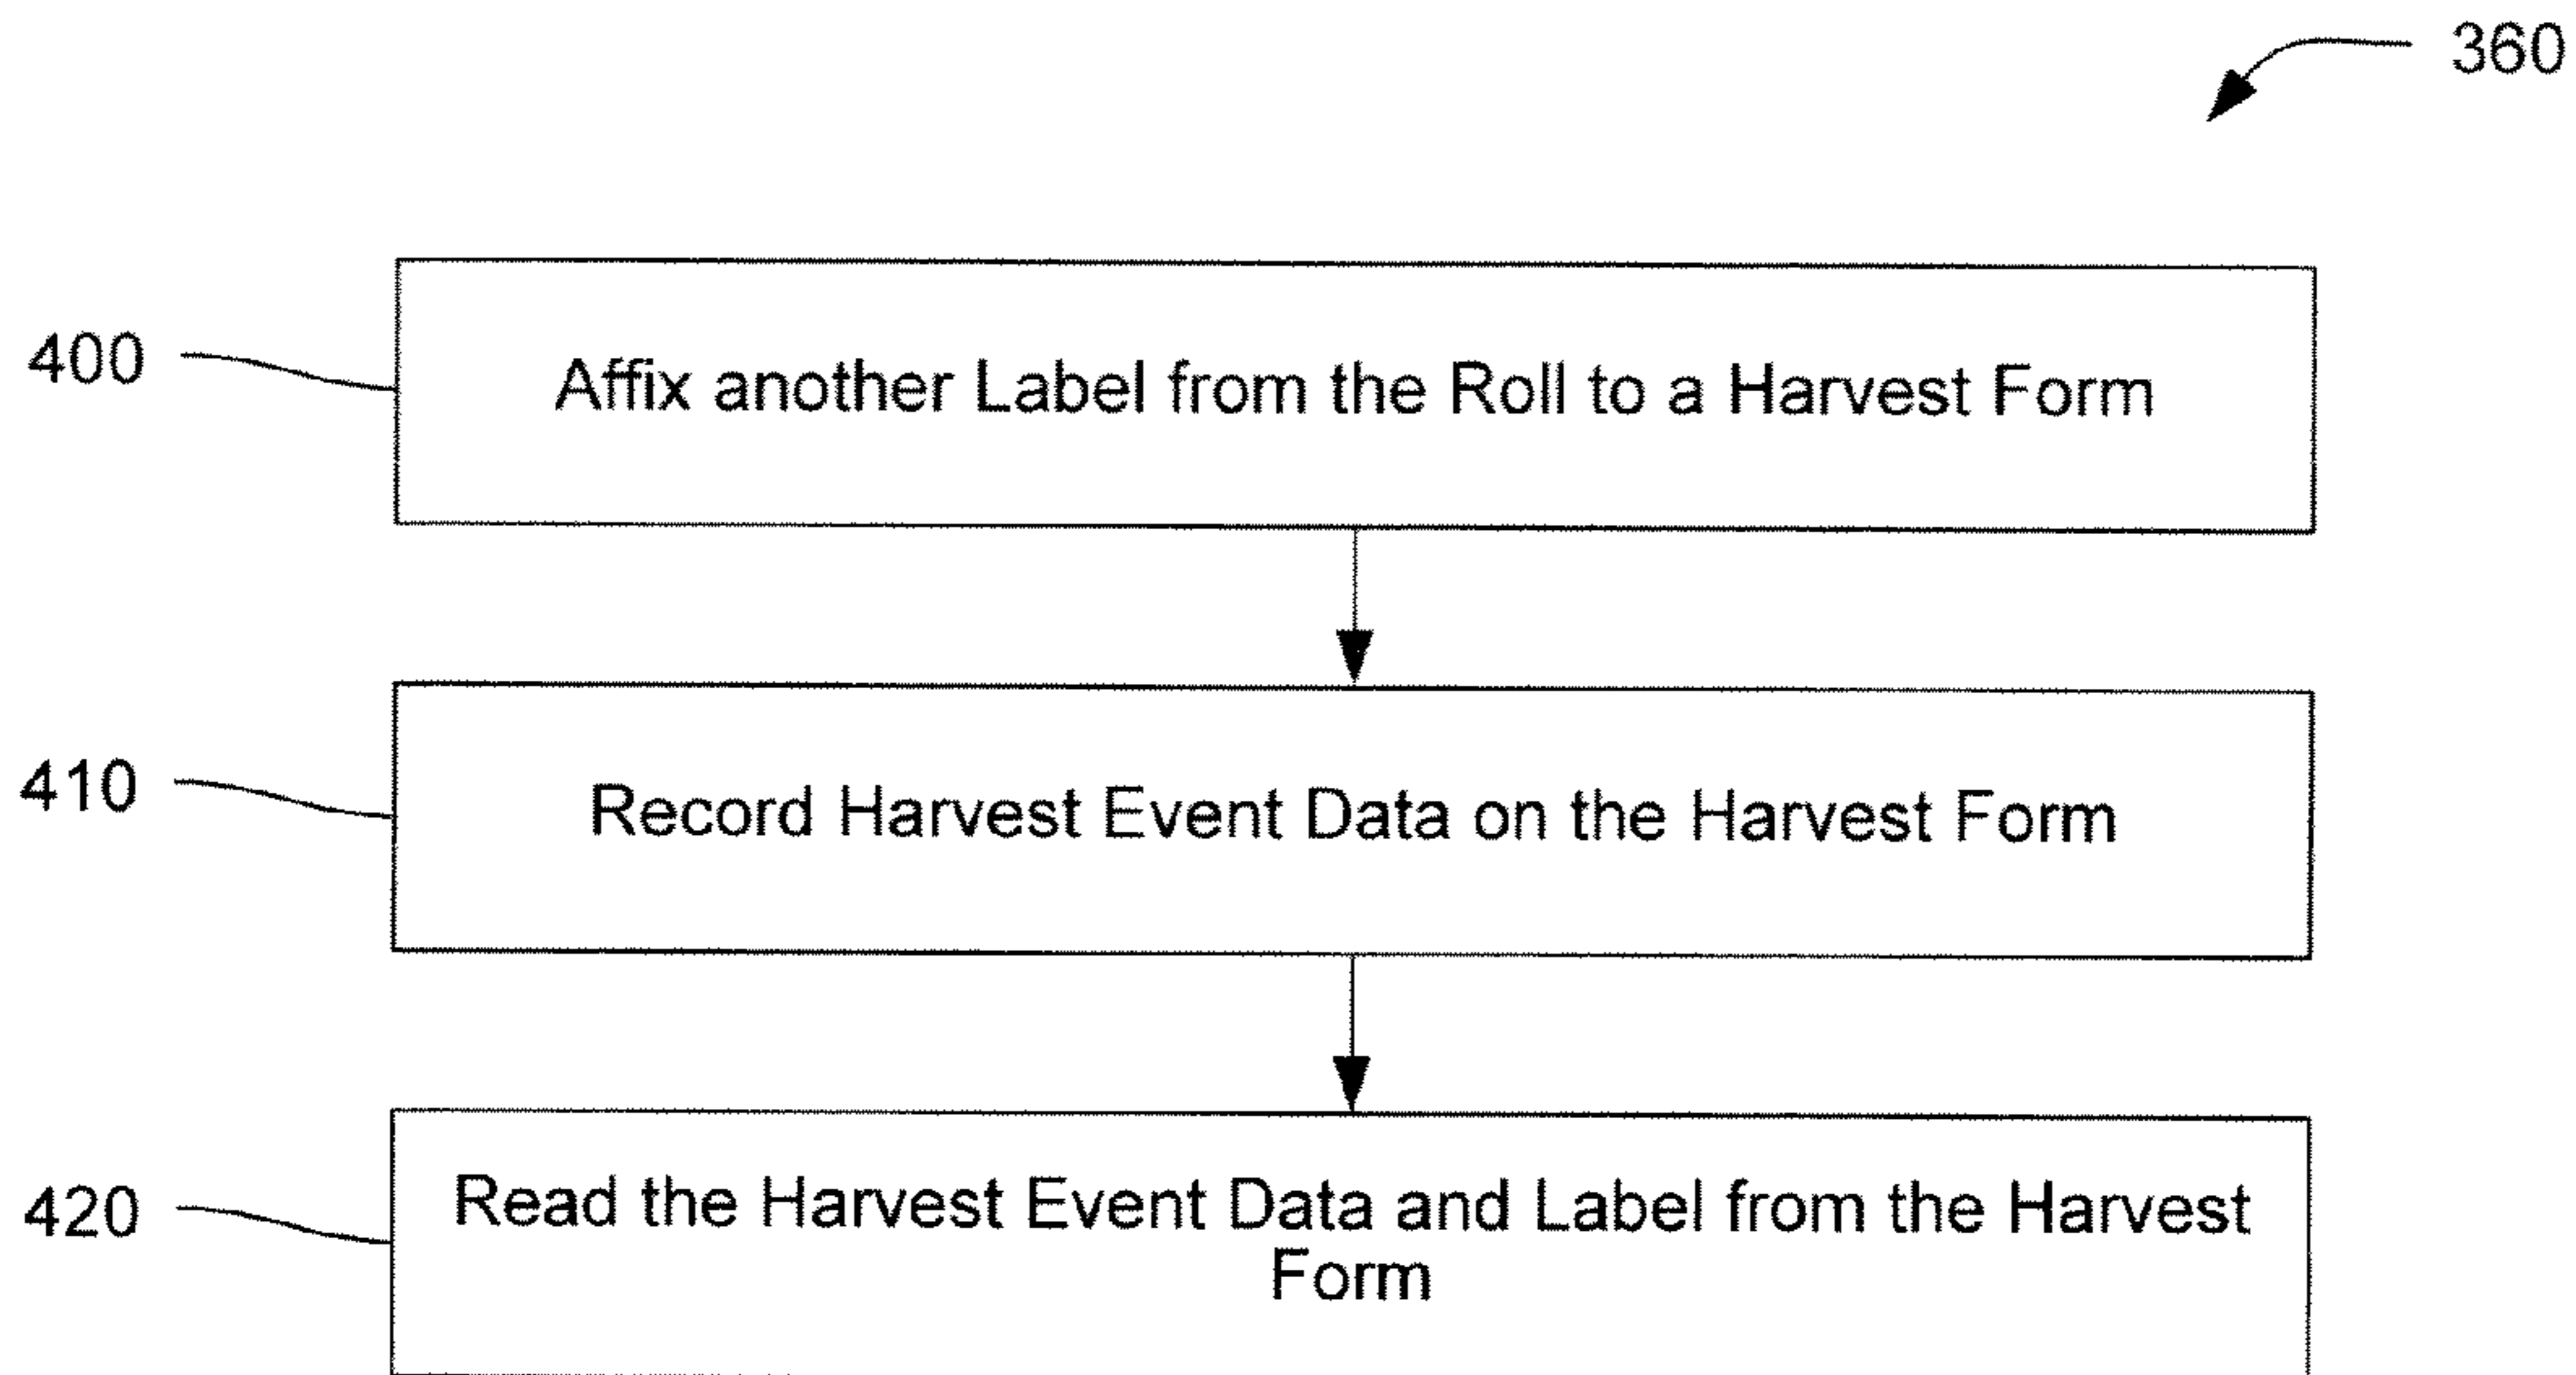 360
400
Affix another Label from the Roll to a Harvest Form
410
Record Harvest Event Data on the Harvest Form
420
Read the Harvest Event Data and Label from the Harvest
Form